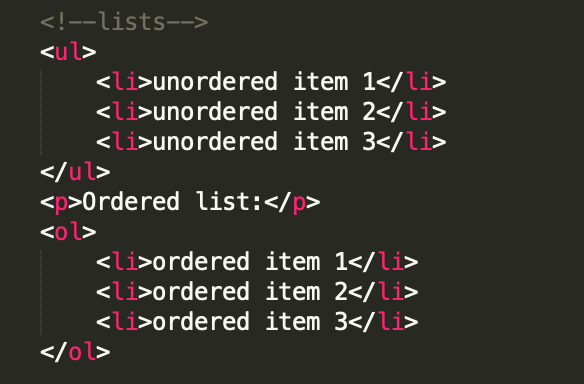 <!--lists-->
<ul>
    <li>unordered item 1</li>
    <li>unordered item 2</li>
    <li>unordered item 3</li>
</ul>
<p>Ordered list:</p>
<ol>
    <li>ordered item 1</li>
    <li>ordered item 2</li>
    <li>ordered item 3</li>
</ol>